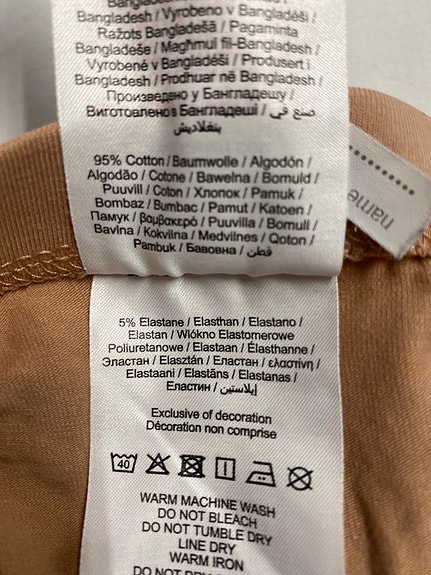 Bangladesh / Vyrobeno v Bangladéši /
Ražots Bangladešā / Pagaminta
Bangladeše / Magħmul fil-Bangladesh /
Vyrobené v Bangladéši / Produsert i
Bangladesh / Prodhuar në Bangladesh /
Произведено у Бангладешу /
Виготовлено в Бангладеші / صنع في
بنغلاديش
95% Cotton / Baumwolle / Algodón /
Algodão / Cotone / Bawełna / Bomuld /
Puuvill / Coton / Хлопок / Pamuk /
Bombaz / Bumbac / Pamut / Katoen /
Памук / βαμβακερό / Puuvilla / Bomull /
Bavlna / Kokvilna / Medvilnes / Qoton /
Pambuk / Бавовна / قطن
name
5% Elastane / Elasthan / Elastano /
Elastan / Włókno Elastomerowe
Poliuretanowe / Elastaan / Élasthanne /
Эластан / Elasztán / Еластан / ελαστίνη /
Elastaani / Elastāns / Elastanas /
Еластин / إيلاستين
Exclusive of decoration
Décoration non comprise
40
WARM MACHINE WASH
DO NOT BLEACH
DO NOT TUMBLE DRY
LINE DRY
WARM IRON